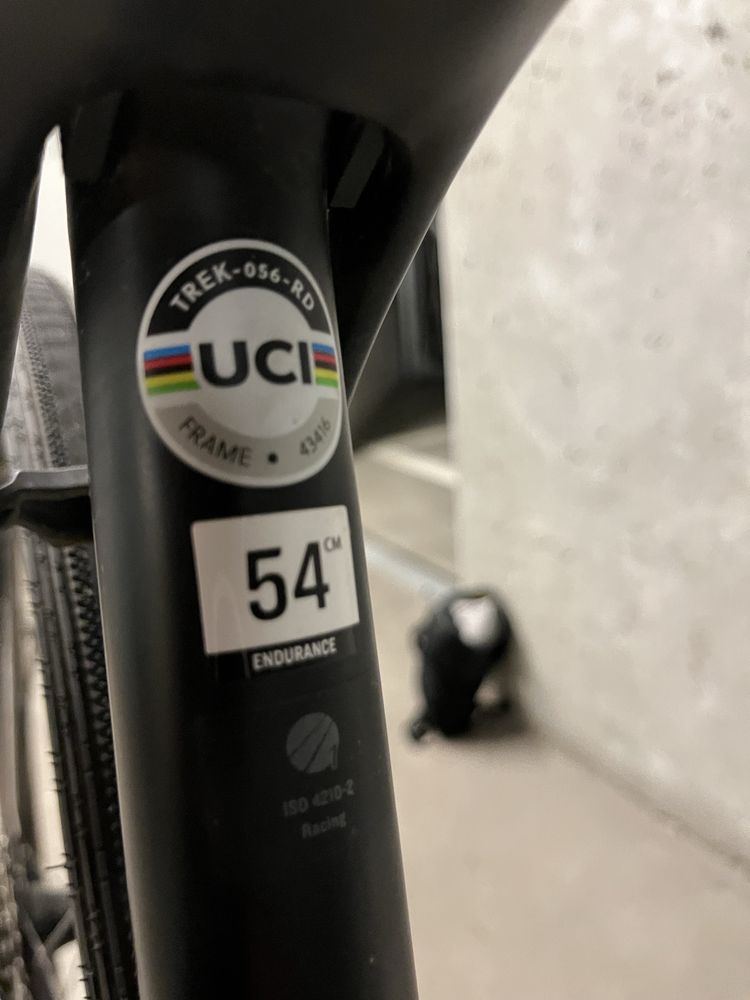 TREK-056-RD
UCI
FRAME • 43416
54 CM
ENDURANCE
ISO 4210-2
Racing